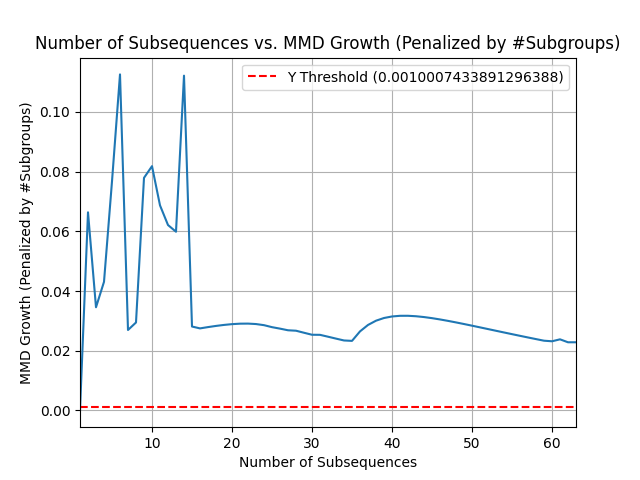 Number of Subsequences vs. MMD Growth (Penalized by #Subgroups)
Y Threshold (0.0010007433891296388)
MMD Growth (Penalized by #Subgroups)
0.10
0.08
0.06
0.04
0.02
0.00
10 20 30 40 50 60
Number of Subsequences